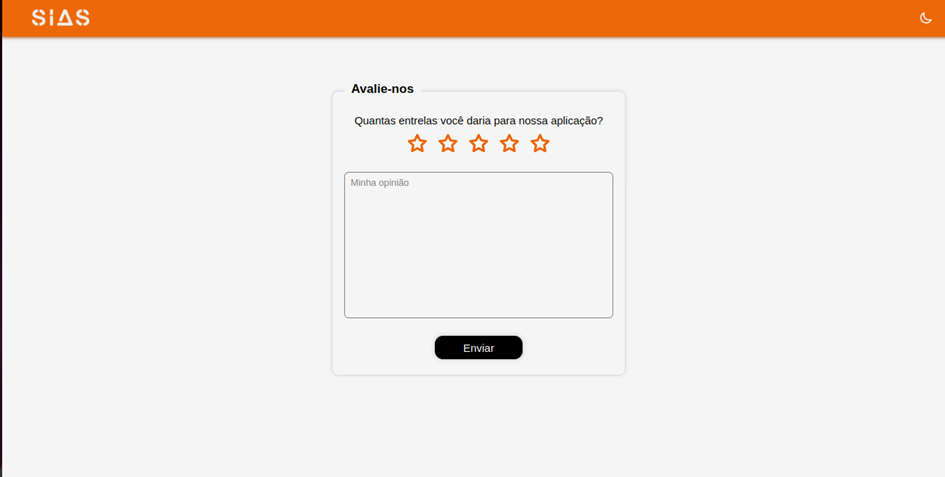 SIAS
Avalie-nos
Quantas entrelas você daria para nossa aplicação?
Minha opinião
Enviar